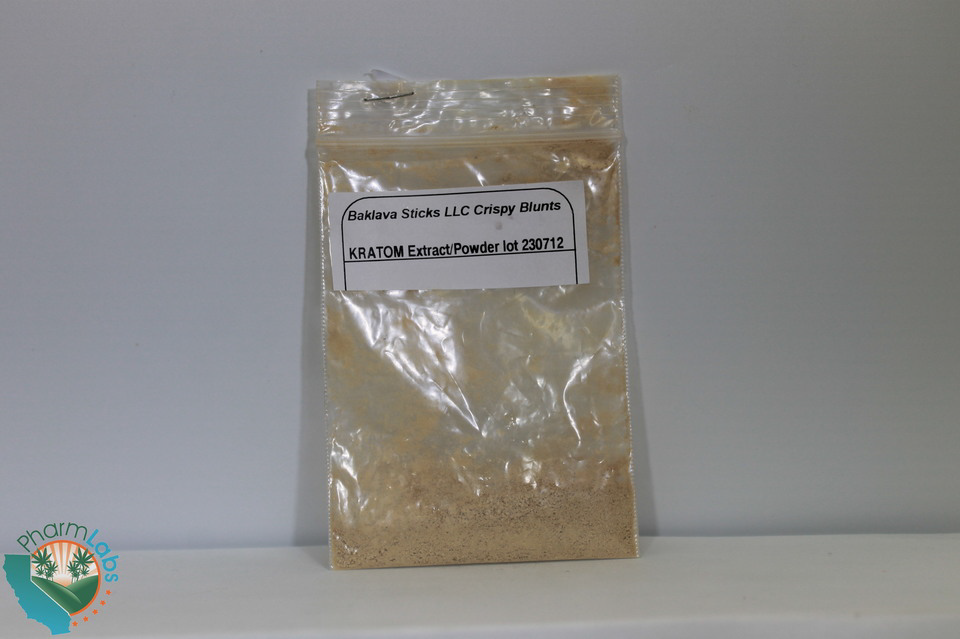 Baklava Sticks LLC Crispy Blunts
KRATOM Extract/Powder lot 230712
PharmLabs